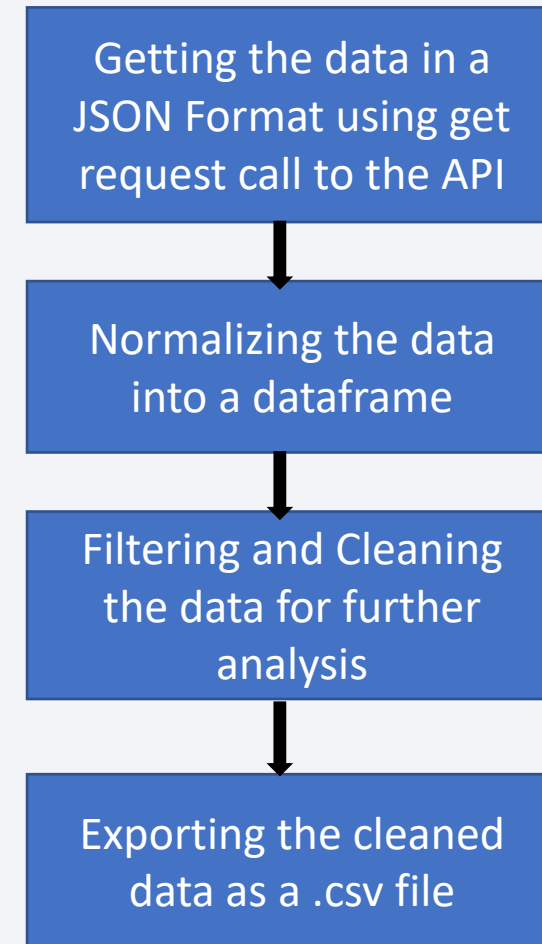 Getting the data in a
JSON Format using get
request call to the API
Normalizing the data
into a dataframe
Filtering and Cleaning
the data for further
analysis
Exporting the cleaned
data as a .csv file